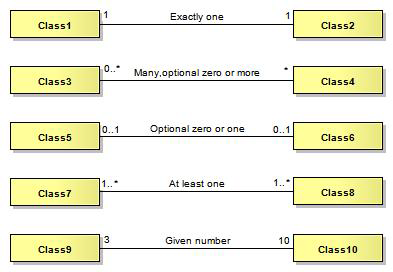 Class1 1 Exactly one 1 Class2
Class3 0..* Many,optional zero or more * Class4
Class5 0..1 Optional zero or one 0..1 Class6
Class7 1..* At least one 1..* Class8
Class9 3 Given number 10 Class10